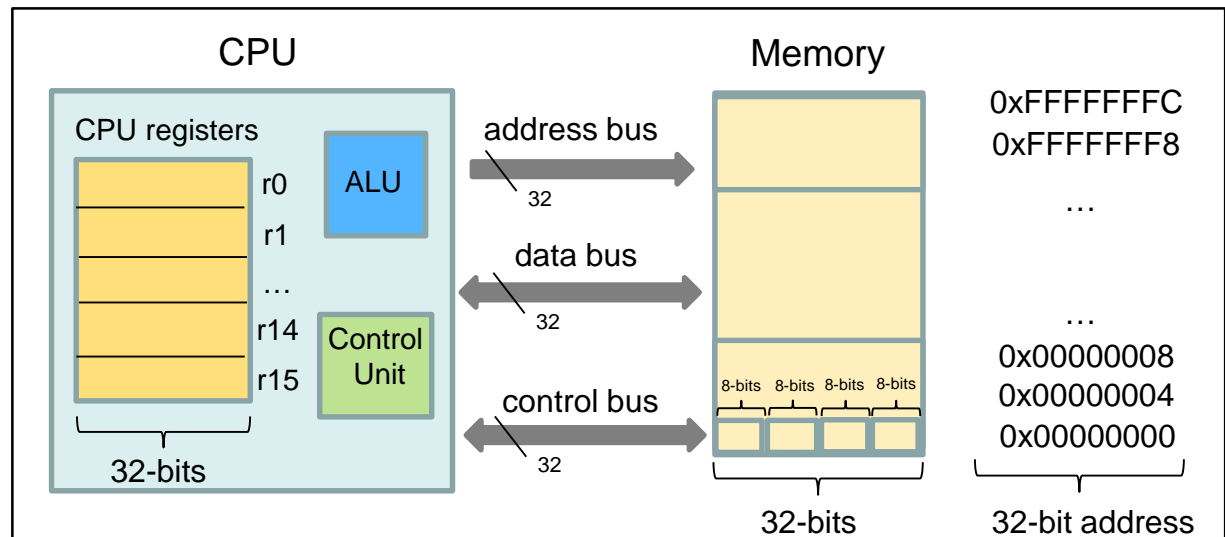 CPU
Memory
CPU registers
r0
r1
…
r14
r15
32-bits
ALU
Control
Unit
address bus
32
data bus
32
control bus
32
8-bits 8-bits 8-bits 8-bits
32-bits
0xFFFFFFFC
0xFFFFFFF8
…
…
0x00000008
0x00000004
0x00000000
32-bit address